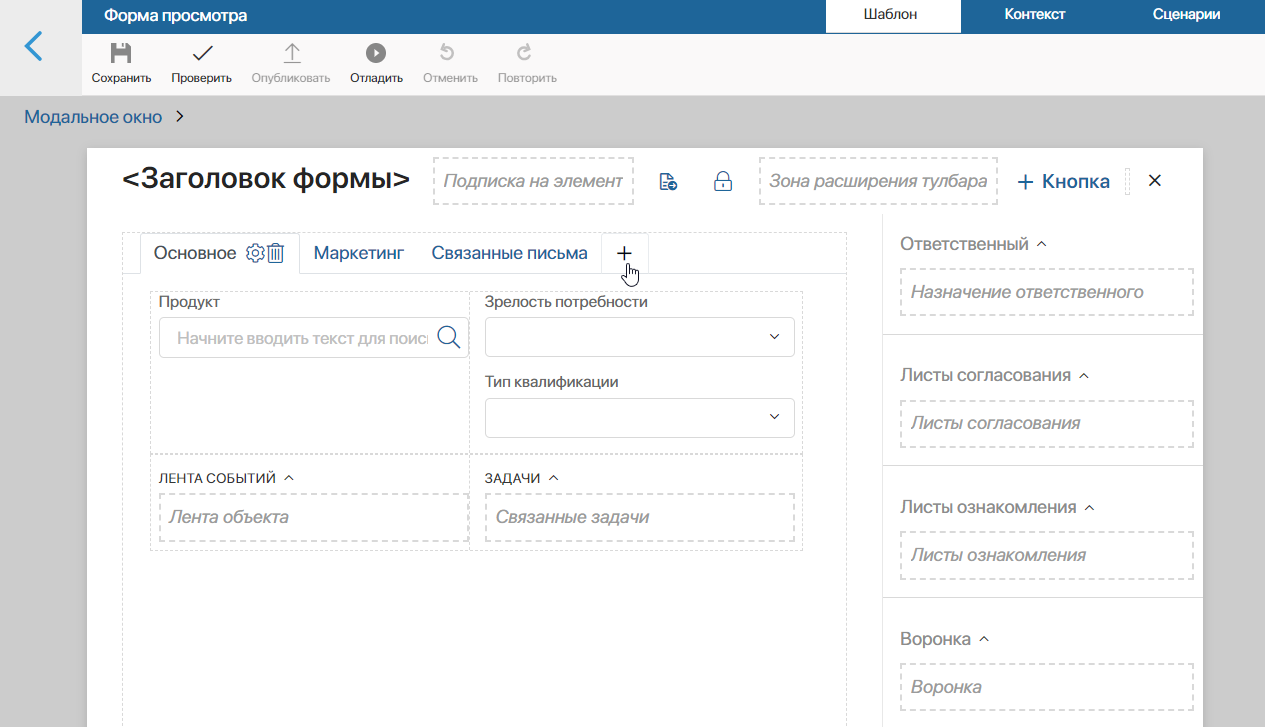 Форма просмотра
Шаблон
Контекст
Сценарии
Сохранить
Проверить
Опубликовать
Отладить
Отменить
Повторить
Модальное окно
<Заголовок формы>
Подписка на элемент
Зона расширения тулбара
+ Кнопка
Основное
Маркетинг
Связанные письма
Продукт
Начните вводить текст для поис
Зрелость потребности
Тип квалификации
ЛЕНТА СОБЫТИЙ
Лента объекта
ЗАДАЧИ
Связанные задачи
Ответственный
Назначение ответственного
Листы согласования
Листы согласования
Листы ознакомления
Листы ознакомления
Воронка
Воронка